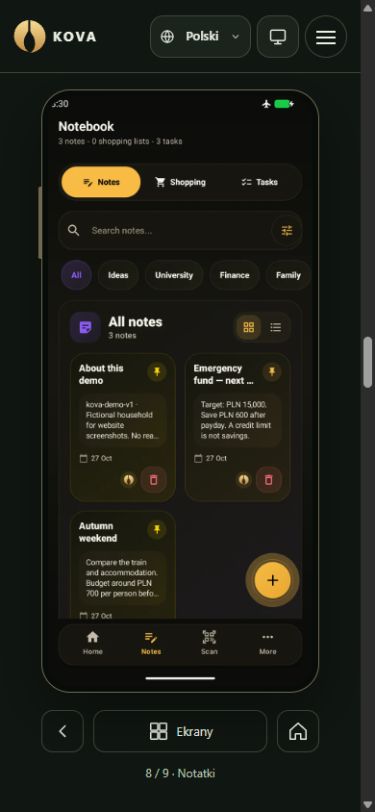 KOVA
Polski
:30
Notebook
3 notes · 0 shopping lists · 3 tasks
Notes
Shopping
Tasks
Search notes...
All
Ideas
University
Finance
Family
All notes
3 notes
About this
demo
kova-demo-v1 ·
Fictional household
for website
screenshots. No rea...
27 Oct
Emergency
fund — next ...
Target: PLN 15,000.
Save PLN 600 after
payday. A credit limit
is not savings.
27 Oct
Autumn
weekend
Compare the train
and accommodation.
Budget around PLN
700 per person befo...
27 Oct
Home
Notes
Scan
More
Ekrany
8 / 9 · Notatki